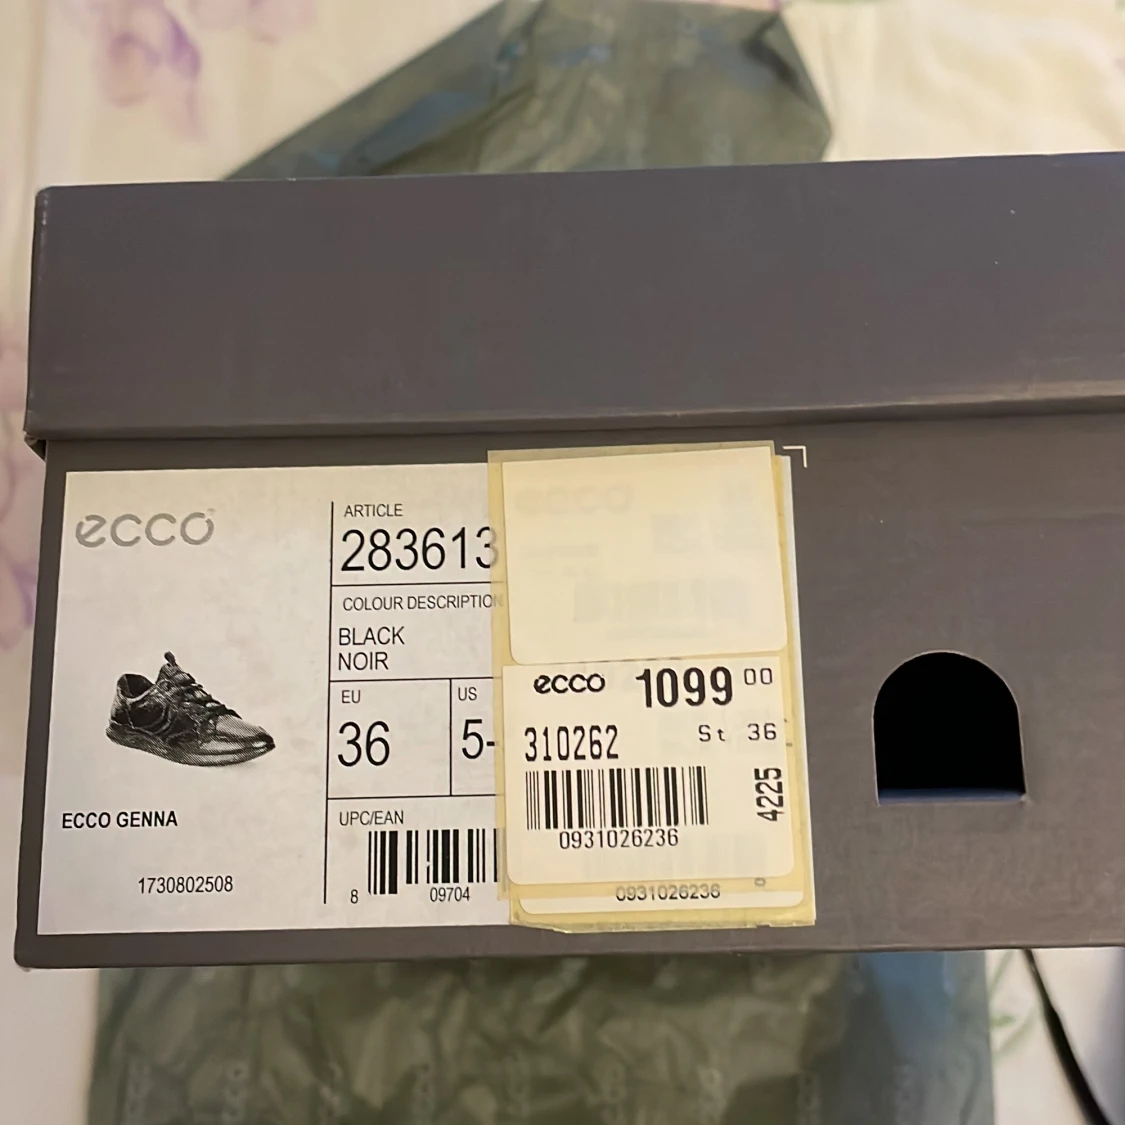 ecco
ARTICLE
283613
COLOUR DESCRIPTION
BLACK
NOIR
EU
US
36
5-
UPC/EAN
8
09704
ECCO GENNA
1730802508
ecco 1099 00
310262 St 36
4225
0931026236
0931026236